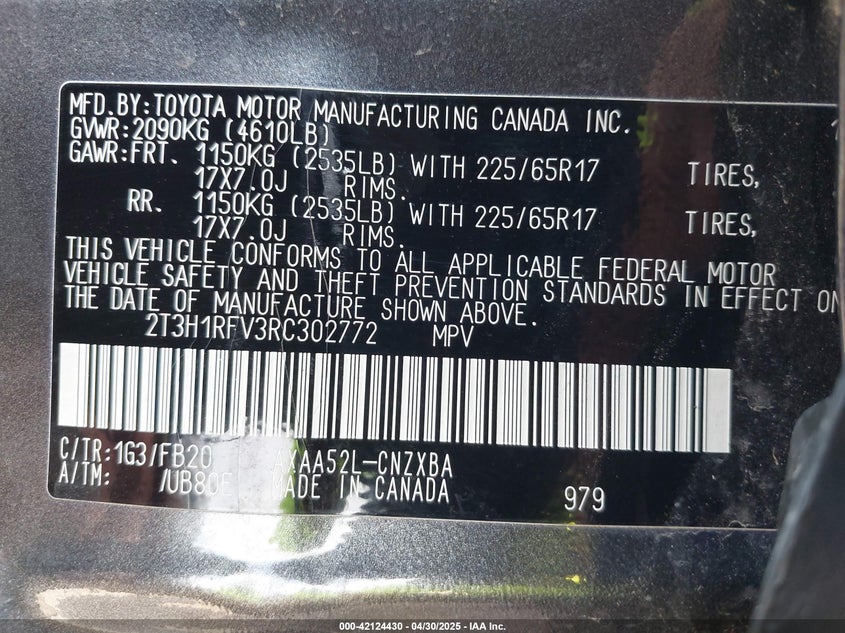 MFD.BY:TOYOTA MOTOR MANUFACTURING CANADA INC.
GVWR:2090KG (4610LB)
GAWR:FRT. 1150KG (2535LB) WITH 225/65R17 TIRES,
17X7.0J RIMS.
RR. 1150KG (2535LB) WITH 225/65R17 TIRES,
17X7.0J RIMS.
THIS VEHICLE CONFORMS TO ALL APPLICABLE FEDERAL MOTOR
VEHICLE SAFETY AND THEFT PREVENTION STANDARDS IN EFFECT ON
THE DATE OF MANUFACTURE SHOWN ABOVE.
2T3H1RFV3RC302772 MPV
C/TR:1G3/FB20 AXAA52L-CNZXBA
A/TM: /UB80E MADE IN CANADA
979
000-42124430 - 04/30/2025 - IAA Inc.